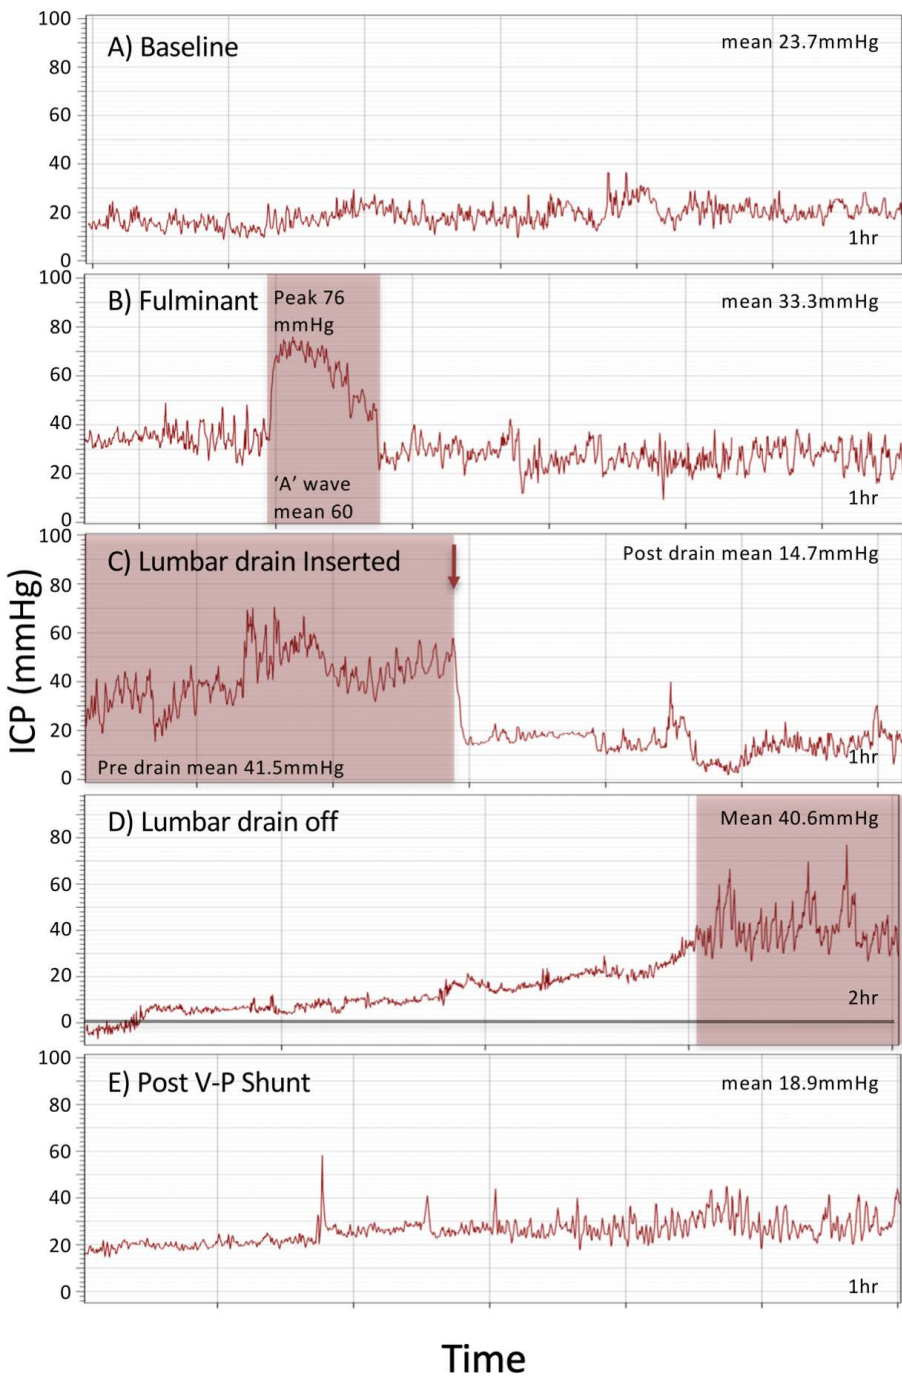 ICP (mmHg)
A) Baseline
mean 23.7mmHg
100
80
60
40
20
0
1hr
B) Fulminant
Peak 76
mmHg
mean 33.3mmHg
100
80
60
40
20
0
‘A’ wave
mean 60
1hr
C) Lumbar drain Inserted
Post drain mean 14.7mmHg
100
80
60
40
20
0
Pre drain mean 41.5mmHg
1hr
D) Lumbar drain off
Mean 40.6mmHg
80
60
40
20
0
2hr
E) Post V-P Shunt
mean 18.9mmHg
100
80
60
40
20
0
1hr
Time